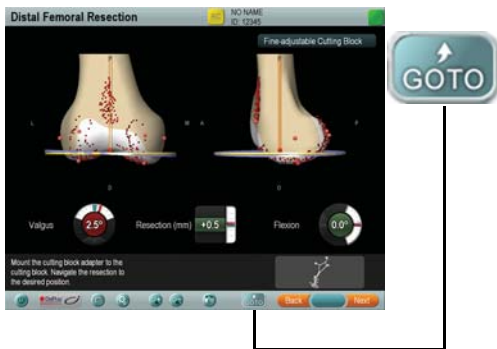 Distal Femoral Resection
NO NAME
ID: 12345
Fine-adjustable Cutting Block
GOTO
P
L
M
A
P
D
D
Valgus
2.5°
Resection (mm)
+0.5
Flexion
0.0°
Mount the cutting block adapter to the
cutting block. Navigate the resection to
the desired position.
DePuy
GOTO
Back
Next